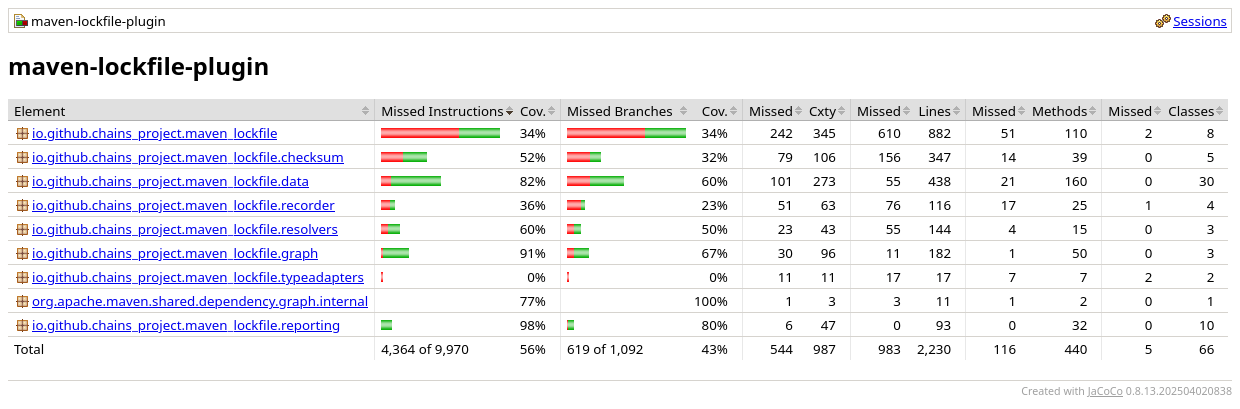 maven-lockfile-plugin Sessions
maven-lockfile-plugin
Element Missed Instructions Cov. Missed Branches Cov. Missed Cxty Missed Lines Missed Methods Missed Classes
io.github.chains_project.maven_lockfile 34% 34% 242 345 610 882 51 110 2 8
io.github.chains_project.maven_lockfile.checksum 52% 32% 79 106 156 347 14 39 0 5
io.github.chains_project.maven_lockfile.data 82% 60% 101 273 55 438 21 160 0 30
io.github.chains_project.maven_lockfile.recorder 36% 23% 51 63 76 116 17 25 1 4
io.github.chains_project.maven_lockfile.resolvers 60% 50% 23 43 55 144 4 15 0 3
io.github.chains_project.maven_lockfile.graph 91% 67% 30 96 11 182 1 50 0 3
io.github.chains_project.maven_lockfile.typeadapters 0% 0% 11 11 17 17 7 7 2 2
org.apache.maven.shared.dependency.graph.internal 77% 100% 1 3 3 11 1 2 0 1
io.github.chains_project.maven_lockfile.reporting 98% 80% 6 47 0 93 0 32 0 10
Total 4,364 of 9,970 56% 619 of 1,092 43% 544 987 983 2,230 116 440 5 66
Created with JaCoCo 0.8.13.202504020838